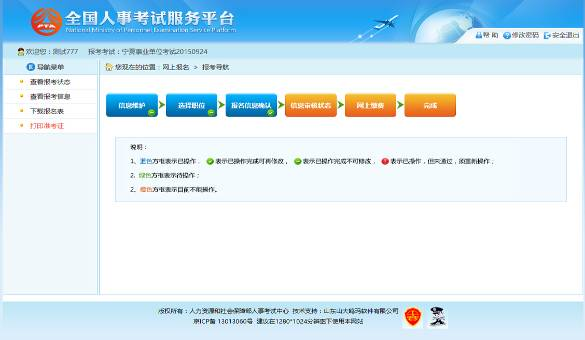 全国人事考试服务平台
National Ministry of Personnel Examination Service Platform
帮 助 修改密码 安全退出
欢迎您：测试777 报考考试：宁夏事业单位考试20150924
导航菜单
您现在的位置：网上报名 > 报考导航
查看报考状态
查看报考信息
下载报名表
打印准考证
信息维护 选择职位 报名信息确认 信息审核状态 网上缴费 完成
说明：
1、蓝色方框表示已操作， 表示已操作完成可再修改， 表示已操作完成不可修改， 表示已操作，但未通过，须重新操作；
2、绿色方框表示待操作；
2、橙色方框表示目前不能操作。
版权所有：人力资源和社会保障部人事考试中心 技术支持：山东山大鸥玛软件有限公司
京ICP备 13013060号 建议在1280*1024分辨率下使用本网站